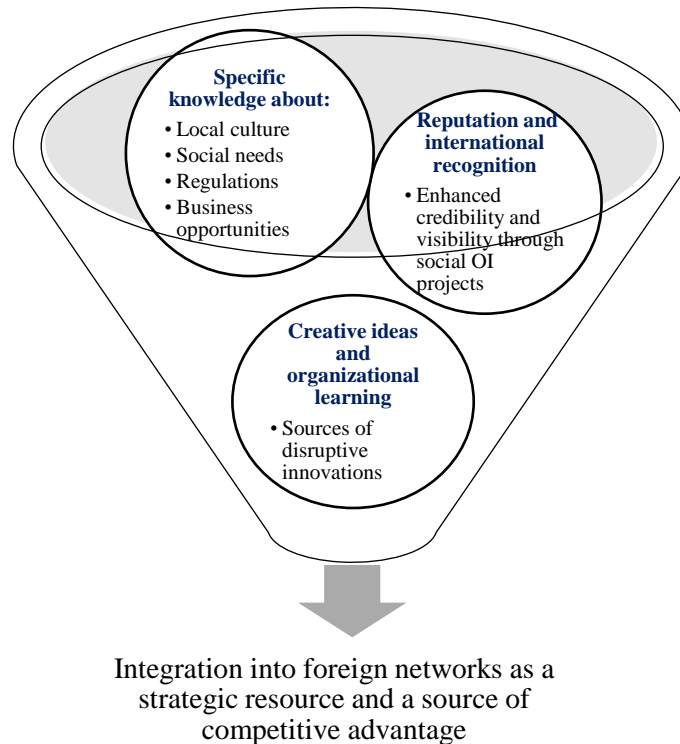 Specific
knowledge about:
• Local culture
• Social needs
• Regulations
• Business
opportunities
Reputation and
international
recognition
• Enhanced
credibility and
visibility through
social OI
projects
Creative ideas
and
organizational
learning
• Sources of
disruptive
innovations
Integration into foreign networks as a
strategic resource and a source of
competitive advantage